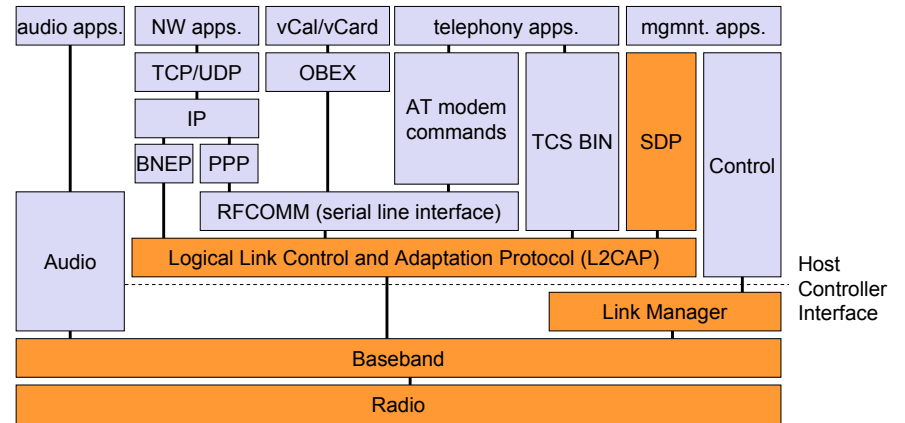 audio apps.
NW apps.
vCal/vCard
telephony apps.
mgmnt. apps.
TCP/UDP
OBEX
AT modem
commands
TCS BIN
SDP
Control
IP
BNEP
PPP
RFCOMM (serial line interface)
Audio
Logical Link Control and Adaptation Protocol (L2CAP)
Host
Controller
Interface
Link Manager
Baseband
Radio